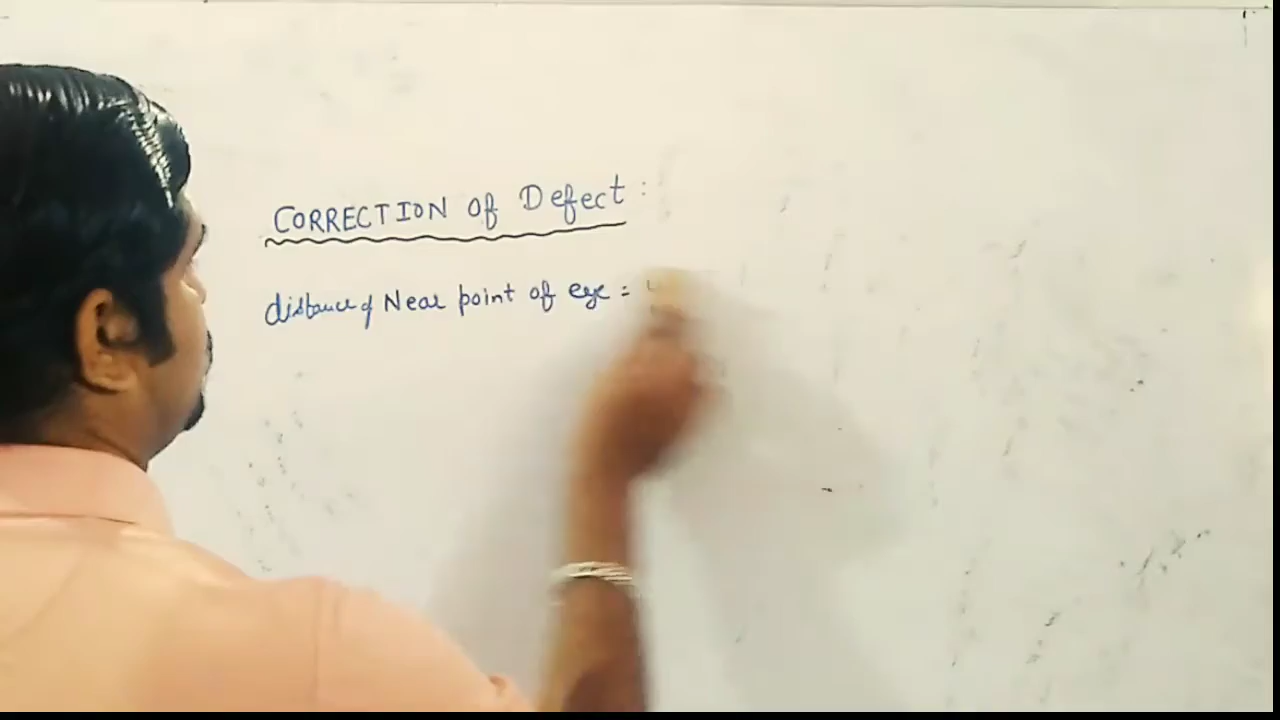 CORRECTION of Defect:
distance of Near point of eye =